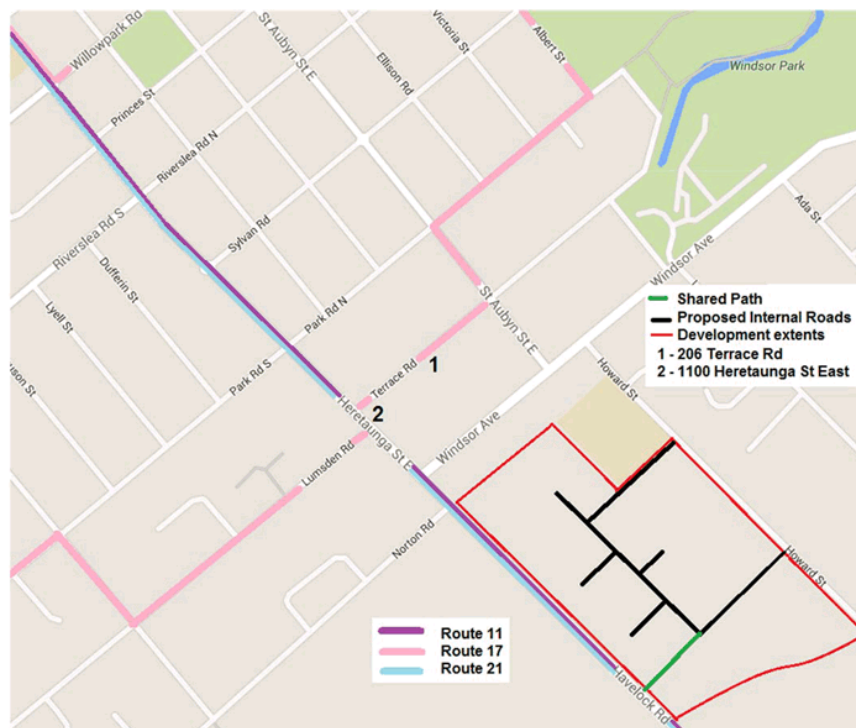 Willowpark Rd
St Aubyn St E
Victoria St
Albert St
Ellison Rd
Windsor Park
Princes St
Riverslea Rd N
Riverslea Rd S
Sylvan Rd
Dufferin St
Lyell St
Park Rd N
Park Rd S
St Aubyn St E
Windsor Ave
Ada St
Shared Path
Proposed Internal Roads
Development extents
1 - 206 Terrace Rd
2 - 1100 Heretaunga St East
Howard St
Terrace Rd
1
2
Heretaunga St E
Windsor Ave
Lumsden Rd
Norton Rd
Howard St
Havelock Rd
Route 11
Route 17
Route 21